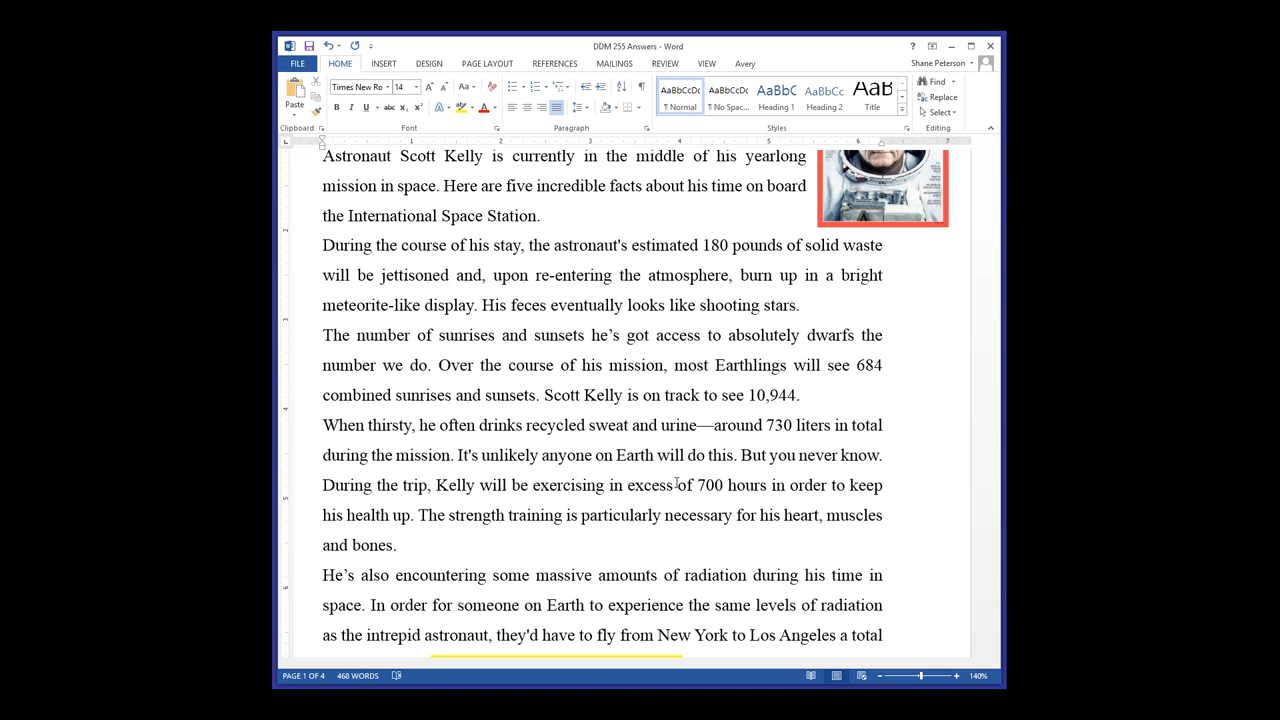 DDM 255 Answers - Word
FILE HOME INSERT DESIGN PAGE LAYOUT REFERENCES MAILINGS REVIEW VIEW Avery Shane Peterson
Times New Ro 14 Aa
AaBbCcDc AaBbCcDc AaBbC AaBbCc AaB
Find
Paste
B I U abc x₂ x² A
¶ Normal ¶ No Spac... Heading 1 Heading 2 Title
Replace
Select
Clipboard Font Paragraph Styles Editing
1 2 3 4 5 6 7
Astronaut Scott Kelly is currently in the middle of his yearlong
mission in space. Here are five incredible facts about his time on board
the International Space Station.
During the course of his stay, the astronaut's estimated 180 pounds of solid waste
will be jettisoned and, upon re-entering the atmosphere, burn up in a bright
meteorite-like display. His feces eventually looks like shooting stars.
The number of sunrises and sunsets he's got access to absolutely dwarfs the
number we do. Over the course of his mission, most Earthlings will see 684
combined sunrises and sunsets. Scott Kelly is on track to see 10,944.
When thirsty, he often drinks recycled sweat and urine—around 730 liters in total
during the mission. It's unlikely anyone on Earth will do this. But you never know.
During the trip, Kelly will be exercising in excess of 700 hours in order to keep
his health up. The strength training is particularly necessary for his heart, muscles
and bones.
He's also encountering some massive amounts of radiation during his time in
space. In order for someone on Earth to experience the same levels of radiation
as the intrepid astronaut, they'd have to fly from New York to Los Angeles a total
PAGE 1 OF 4 468 WORDS 140%